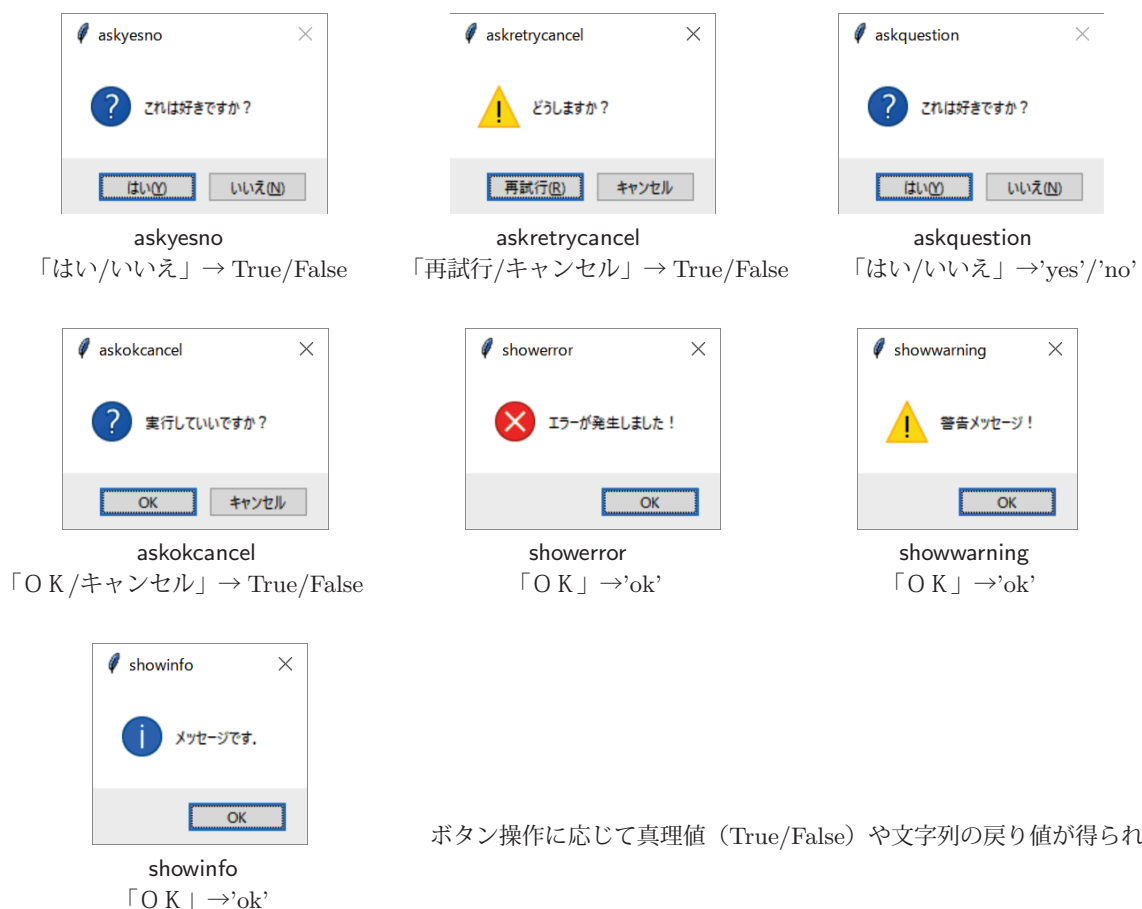 askyesno
これは好きですか？
はい(Y) いいえ(N)
askyesno
「はい/いいえ」→ True/False
askretrycancel
どうしますか？
再試行(R) キャンセル
askretrycancel
「再試行/キャンセル」→ True/False
askquestion
これは好きですか？
はい(Y) いいえ(N)
askquestion
「はい/いいえ」→'yes'/'no'
askokcancel
実行していいですか？
OK キャンセル
askokcancel
「ＯＫ/キャンセル」→ True/False
showerror
エラーが発生しました！
OK
showerror
「ＯＫ」→'ok'
showwarning
警告メッセージ！
OK
showwarning
「ＯＫ」→'ok'
showinfo
メッセージです．
OK
showinfo
「ＯＫ」→'ok'
ボタン操作に応じて真理値（True/False）や文字列の戻り値が得られ